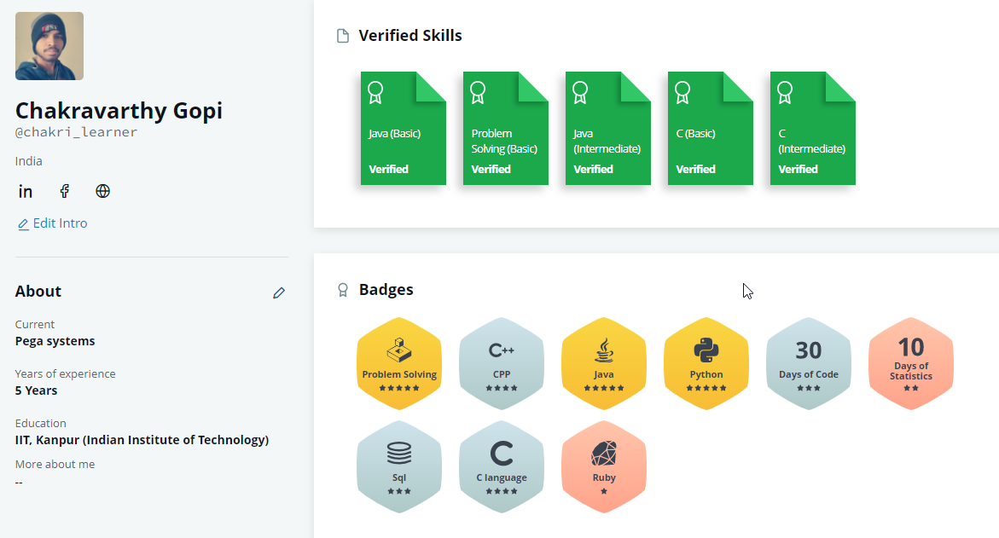 Chakravarthy Gopi
@chakri_learner
India
in
Edit Intro
About
Current
Pega systems
Years of experience
5 Years
Education
IIT, Kanpur (Indian Institute of Technology)
More about me
--
Verified Skills
Java (Basic)
Verified
Problem
Solving (Basic)
Verified
Java
(Intermediate)
Verified
C (Basic)
Verified
C
(Intermediate)
Verified
Badges
Problem Solving
C++
CPP
Java
Python
30
Days of Code
10
Days of
Statistics
Sql
C
C language
Ruby